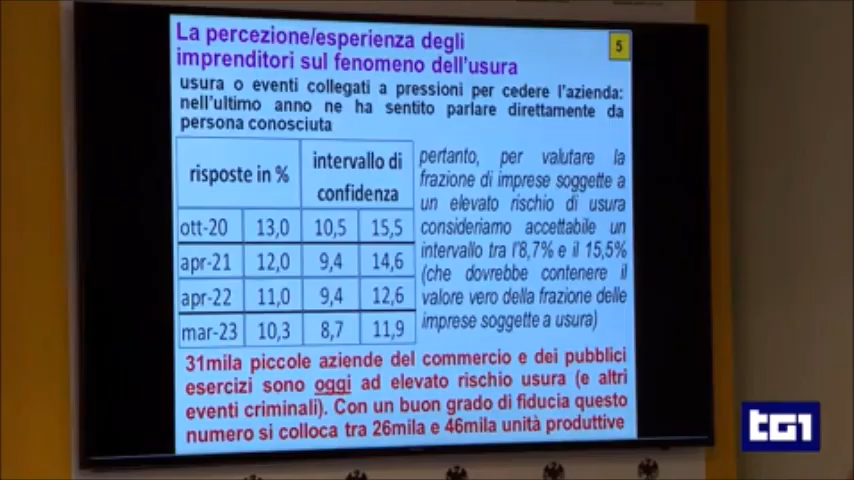 La percezione/esperienza degli
imprenditori sul fenomeno dell'usura
5
usura o eventi collegati a pressioni per cedere l'azienda:
nell'ultimo anno ne ha sentito parlare direttamente da
persona conosciuta
risposte in %
intervallo di
confidenza
ott-20 13,0 10,5 15,5
apr-21 12,0 9,4 14,6
apr-22 11,0 9,4 12,6
mar-23 10,3 8,7 11,9
pertanto, per valutare la
frazione di imprese soggette a
un elevato rischio di usura
consideriamo accettabile un
intervallo tra l'8,7% e il 15,5%
(che dovrebbe contenere il
valore vero della frazione delle
imprese soggette a usura)
31mila piccole aziende del commercio e dei pubblici
esercizi sono oggi ad elevato rischio usura (e altri
eventi criminali). Con un buon grado di fiducia questo
numero si colloca tra 26mila e 46mila unità produttive
TG1